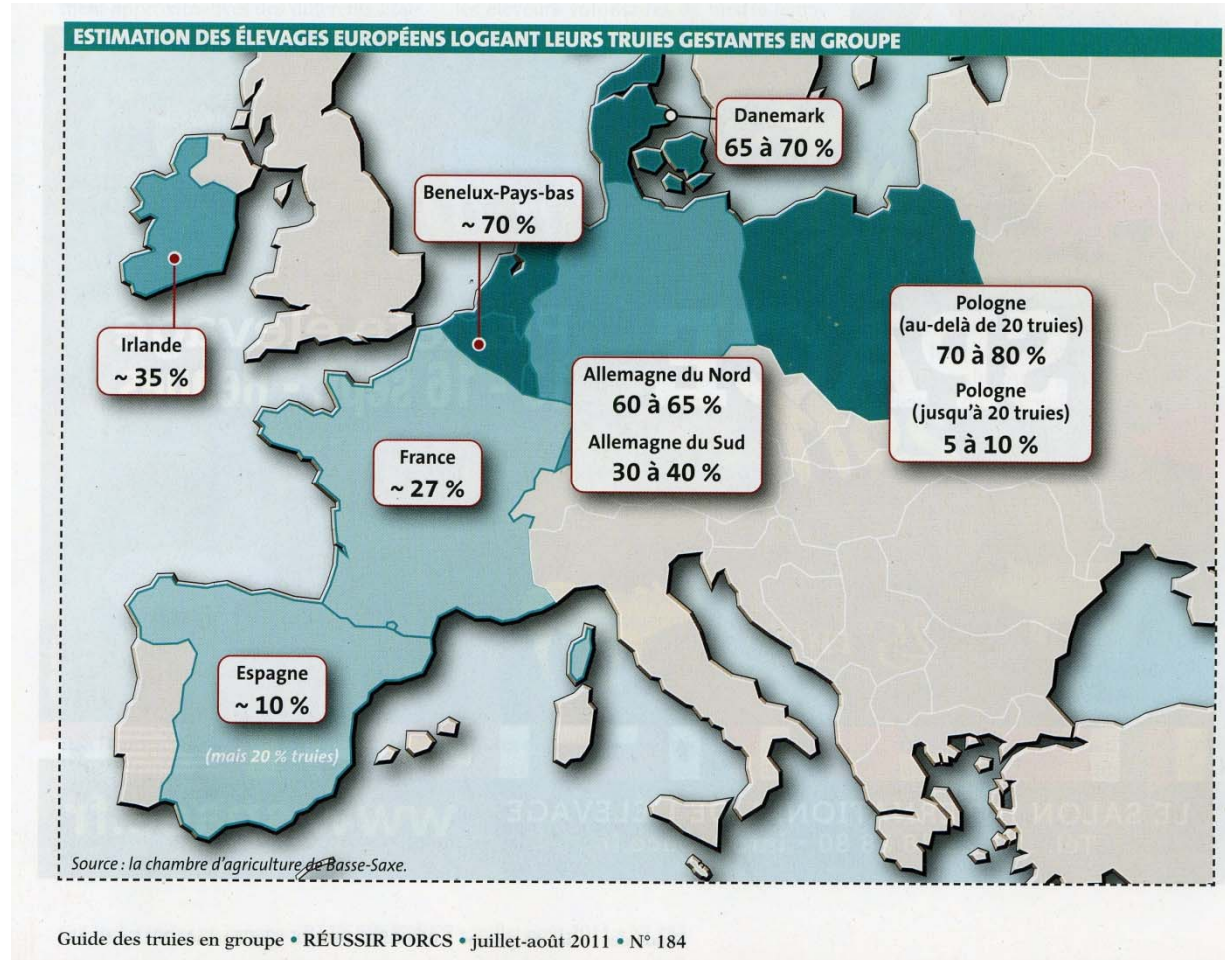 ESTIMATION DES ÉLEVAGES EUROPÉENS LOGEANT LEURS TRUIES GESTANTES EN GROUPE
Danemark
65 à 70 %
Benelux-Pays-bas
~ 70 %
Irlande
~ 35 %
Pologne
(au-delà de 20 truies)
70 à 80 %
Pologne
(jusqu'à 20 truies)
5 à 10 %
Allemagne du Nord
60 à 65 %
Allemagne du Sud
30 à 40 %
France
~ 27 %
Espagne
~ 10 %
(mais 20 % truies)
Source : la chambre d'agriculture de Basse-Saxe.
Guide des truies en groupe • RÉUSSIR PORCS • juillet-août 2011 • N° 184